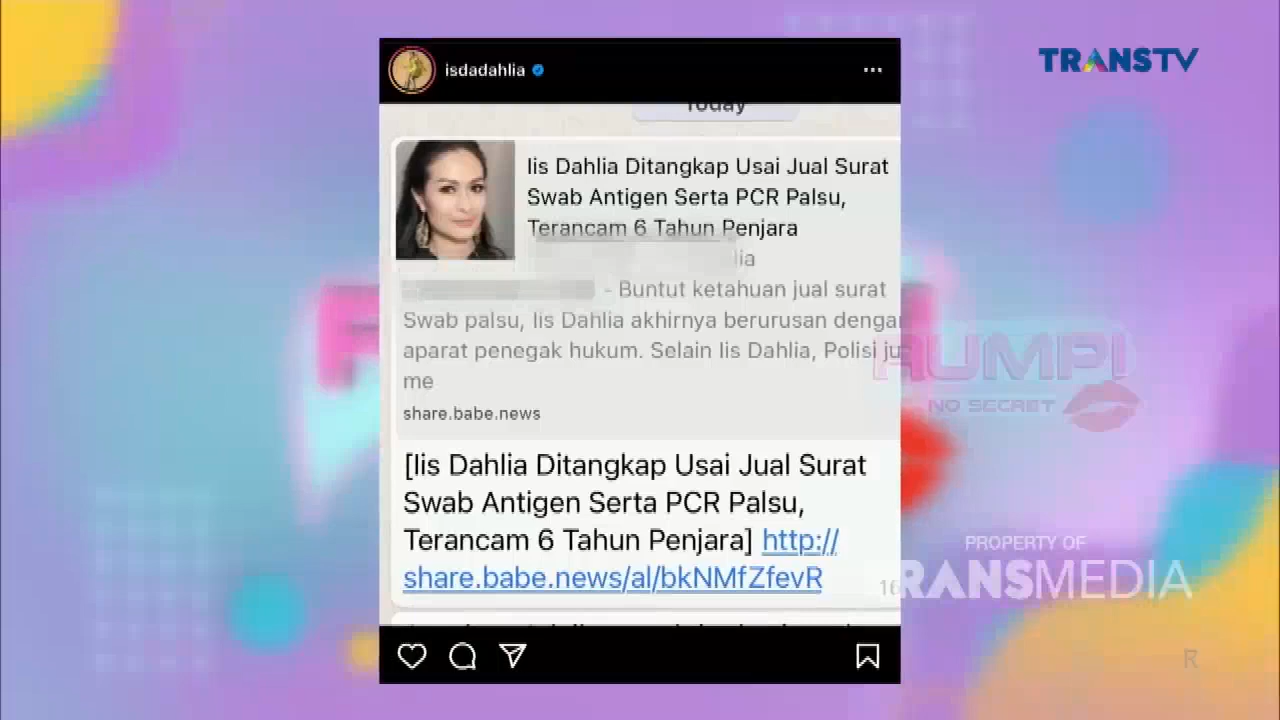 TRANSTV
isdadahlia
Today
Iis Dahlia Ditangkap Usai Jual Surat
Swab Antigen Serta PCR Palsu,
Terancam 6 Tahun Penjara
- Buntut ketahuan jual surat
Swab palsu, Iis Dahlia akhirnya berurusan dengan
aparat penegak hukum. Selain Iis Dahlia, Polisi ju
me
share.babe.news
[Iis Dahlia Ditangkap Usai Jual Surat
Swab Antigen Serta PCR Palsu,
Terancam 6 Tahun Penjara] http://
share.babe.news/al/bkNMfZfevR
16
RUMPI
NO SECRET
PROPERTY OF
TRANSMEDIA
R